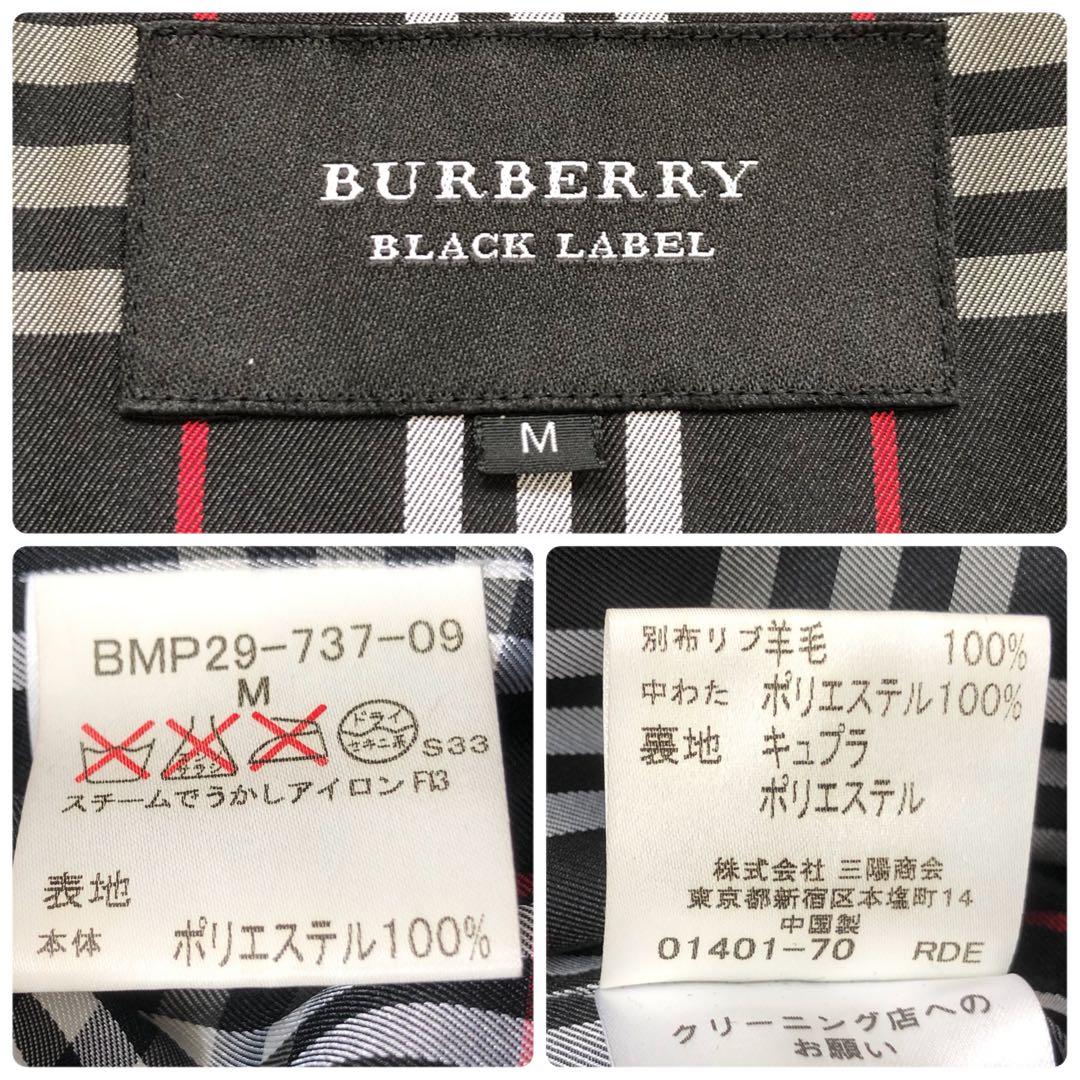 BURBERRY
BLACK LABEL
M
BMP29-737-09
M
サラシ
ドライ
セキユ系
S33
スチームでうかしアイロン F13
表地
本体 ポリエステル100%
別布リブ羊毛 100%
中わた ポリエステル100%
裏地 キュプラ
ポリエステル
株式会社 三陽商会
東京都新宿区本塩町14
中国製
01401-70 RDE
クリーニング店への
お願い